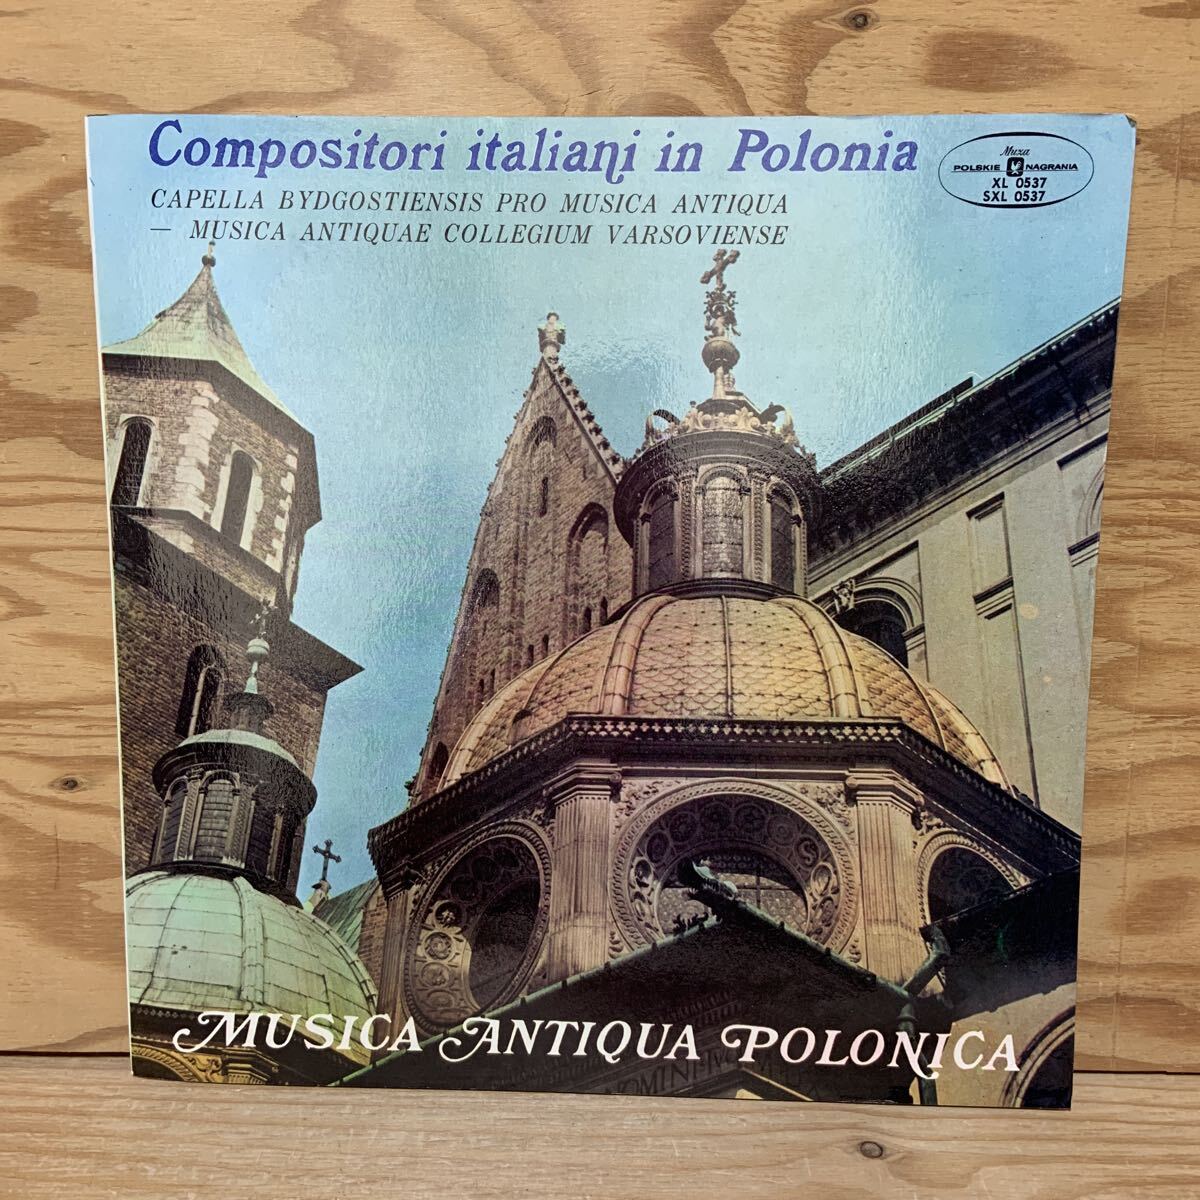 Compositori italiani in Polonia
CAPELLA BYDGOSTIENSIS PRO MUSICA ANTIQUA
— MUSICA ANTIQUAE COLLEGIUM VARSOVIENSE
Muza
POLSKIE NAGRANIA
XL 0537
SXL 0537
MUSICA ANTIQUA POLONICA